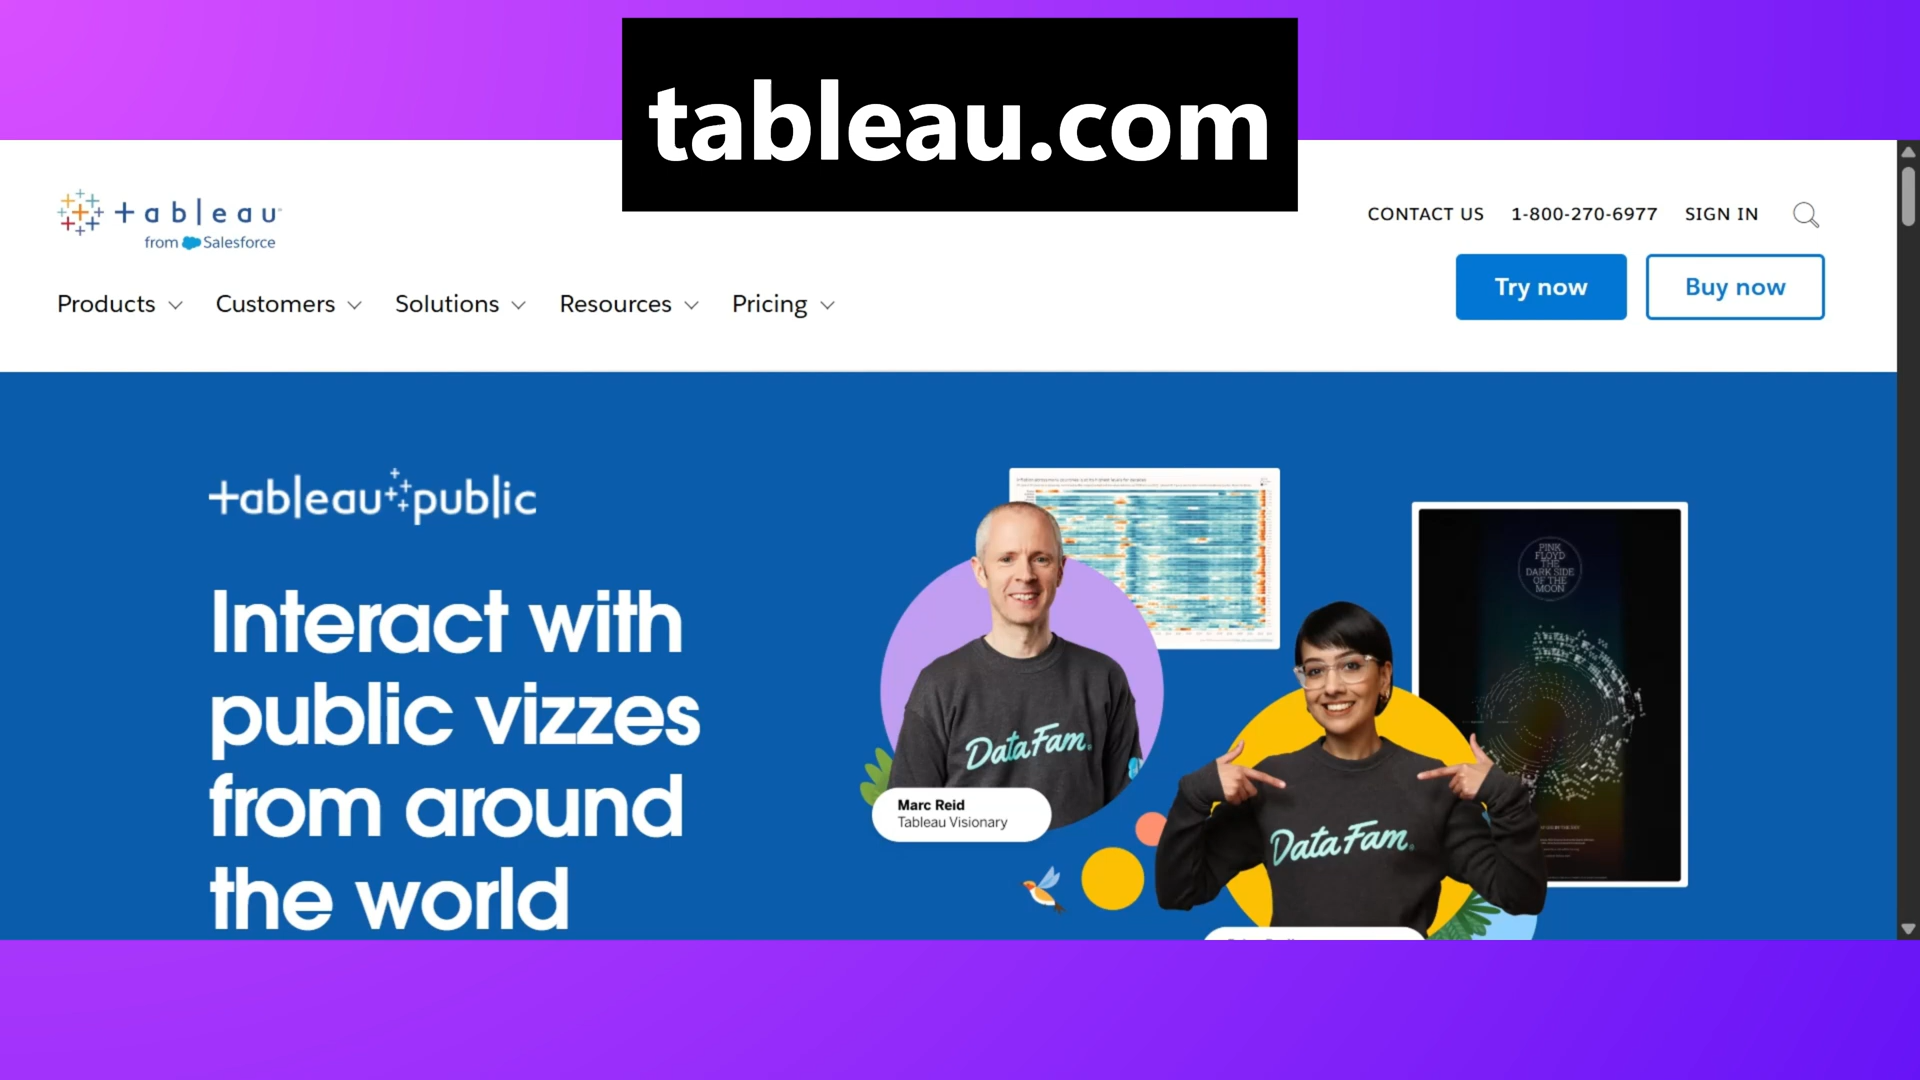 tableau.com
tableau
from Salesforce
CONTACT US 1-800-270-6977 SIGN IN
Try now Buy now
Products Customers Solutions Resources Pricing
tableau public
Interact with
public vizzes
from around
the world
PINK
FLOYD
THE
DARK SIDE
OF THE
MOON
DataFam.
Marc Reid
Tableau Visionary
DataFam.